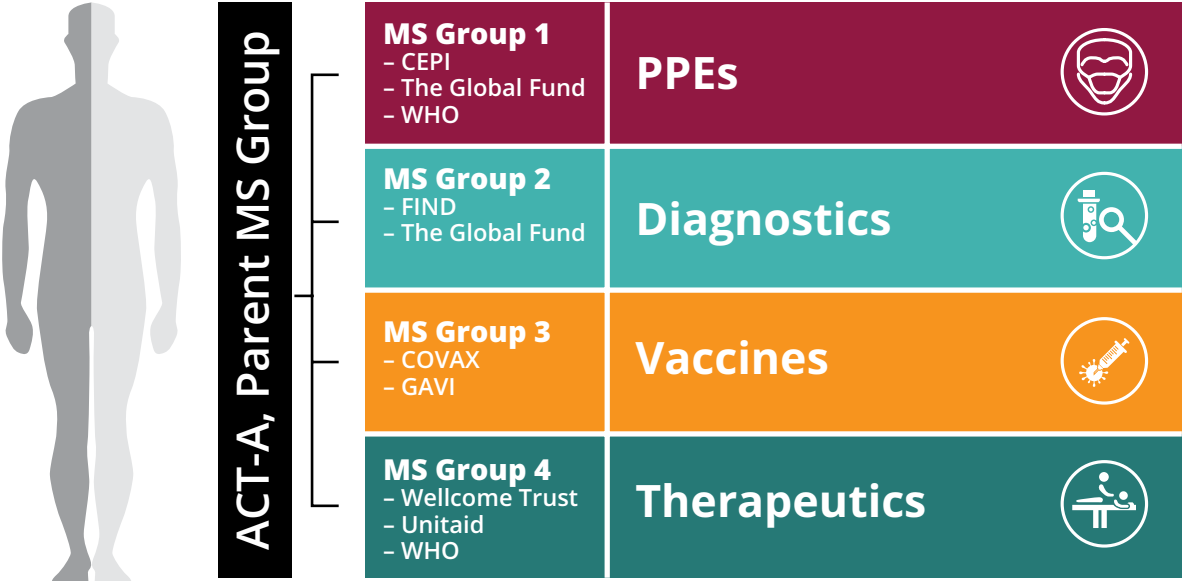 ACT-A, Parent MS Group
MS Group 1
– CEPI
– The Global Fund
– WHO
PPEs
MS Group 2
– FIND
– The Global Fund
Diagnostics
MS Group 3
– COVAX
– GAVI
Vaccines
MS Group 4
– Wellcome Trust
– Unitaid
– WHO
Therapeutics